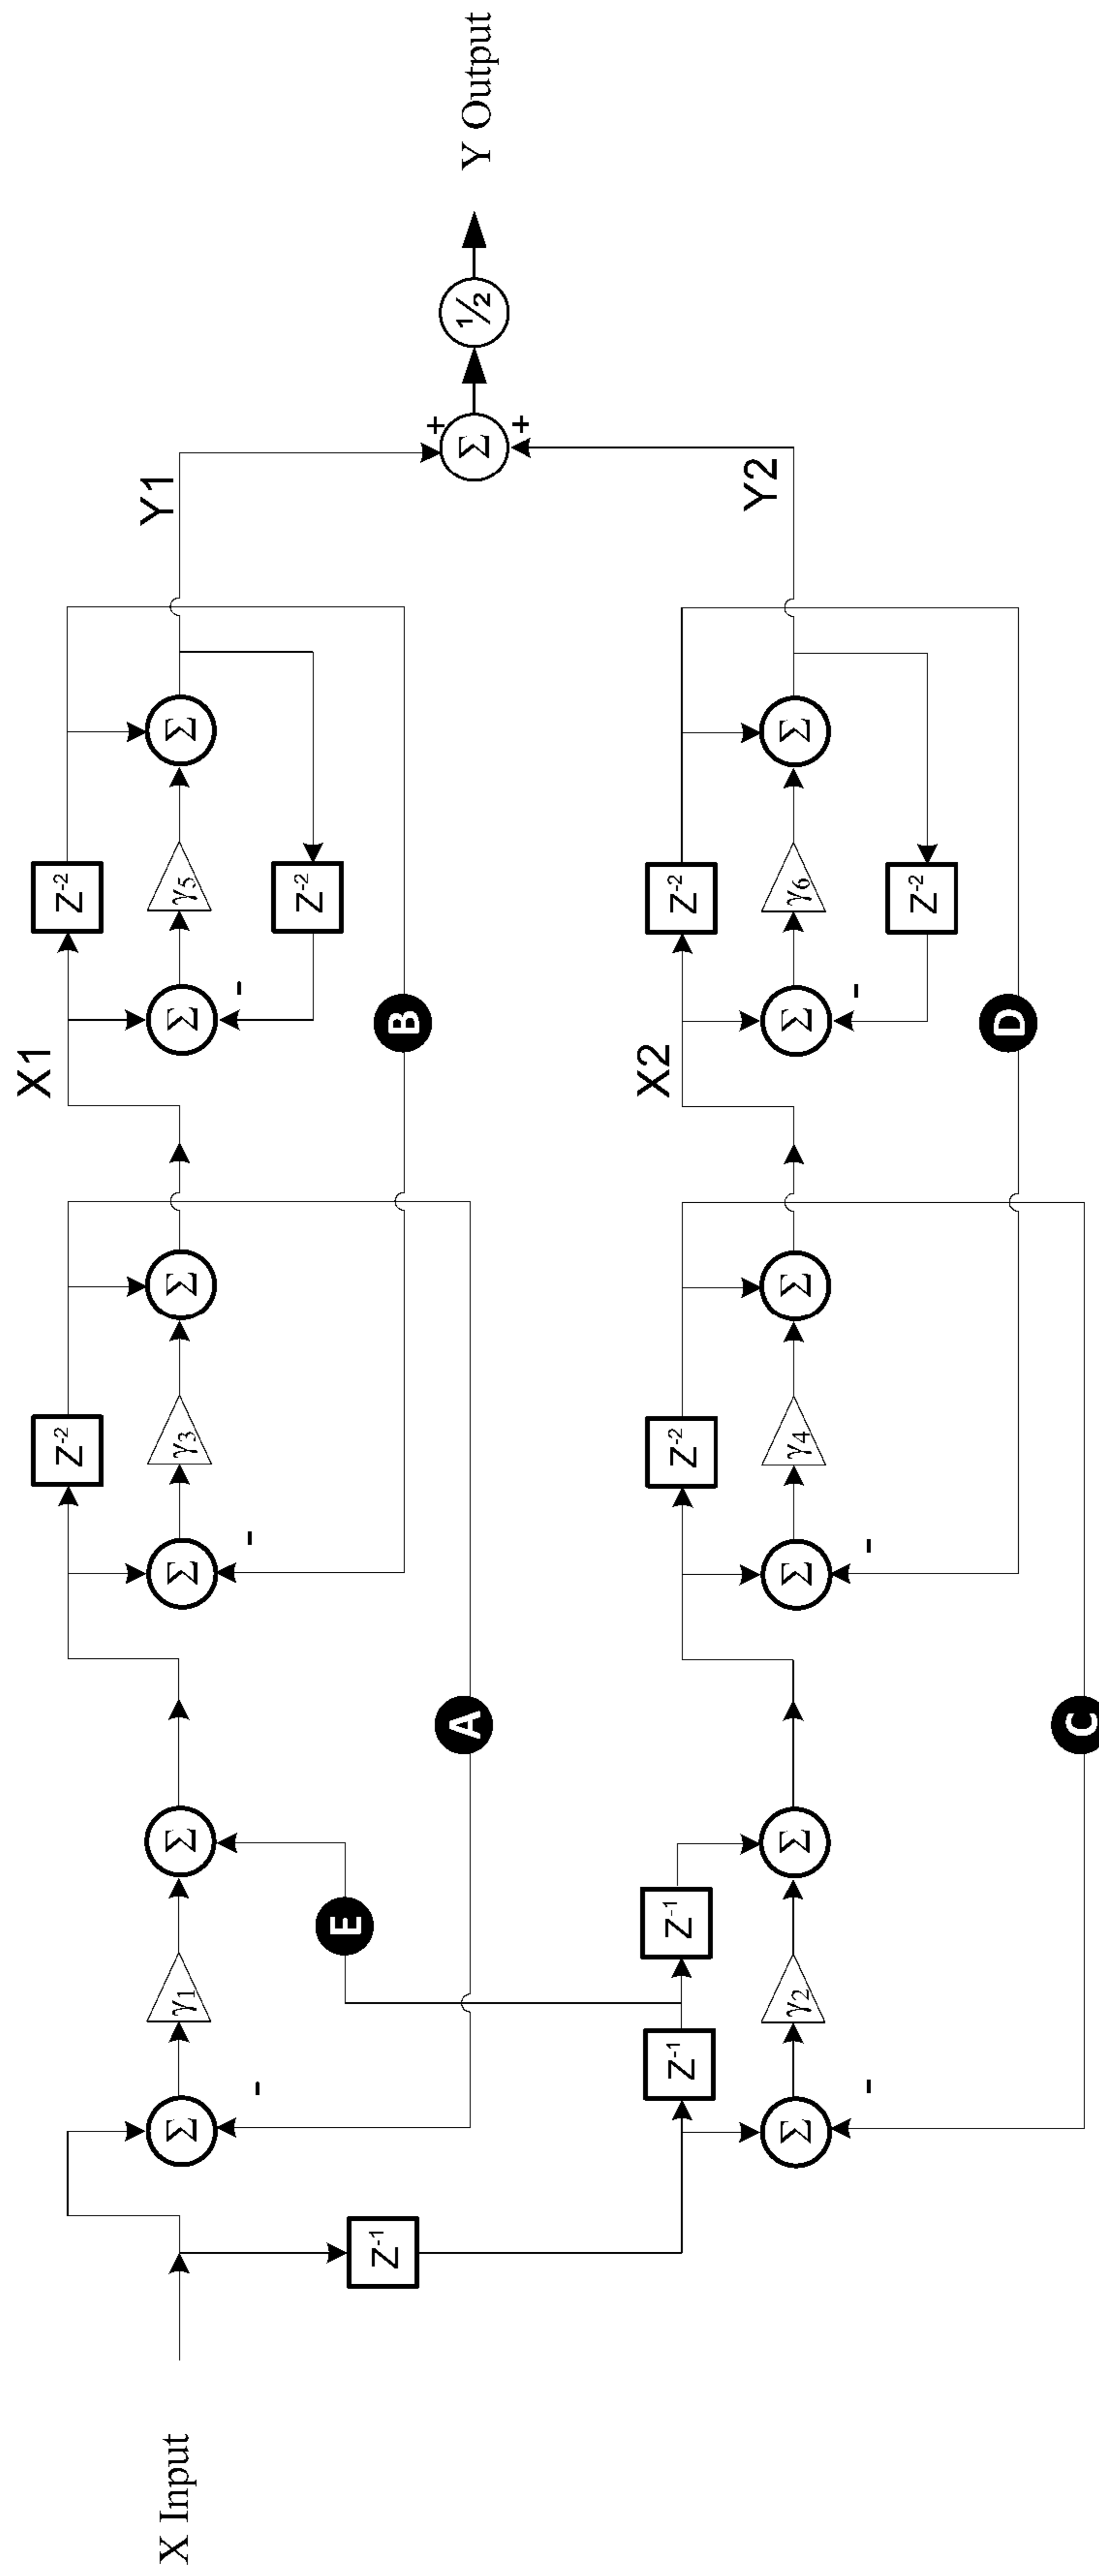 X Input
Σ
-
γ1
Σ
Σ
-
Z-2
γ3
Σ
X1
Σ
-
Z-2
γ5
Z-2
Σ
Y1
A
B
E
Z-1
Z-1
Z-1
Σ
-
γ2
Σ
Σ
-
Z-2
γ4
Σ
X2
Σ
-
Z-2
γ6
Z-2
Σ
Y2
C
D
+
Σ
+
½
Y Output